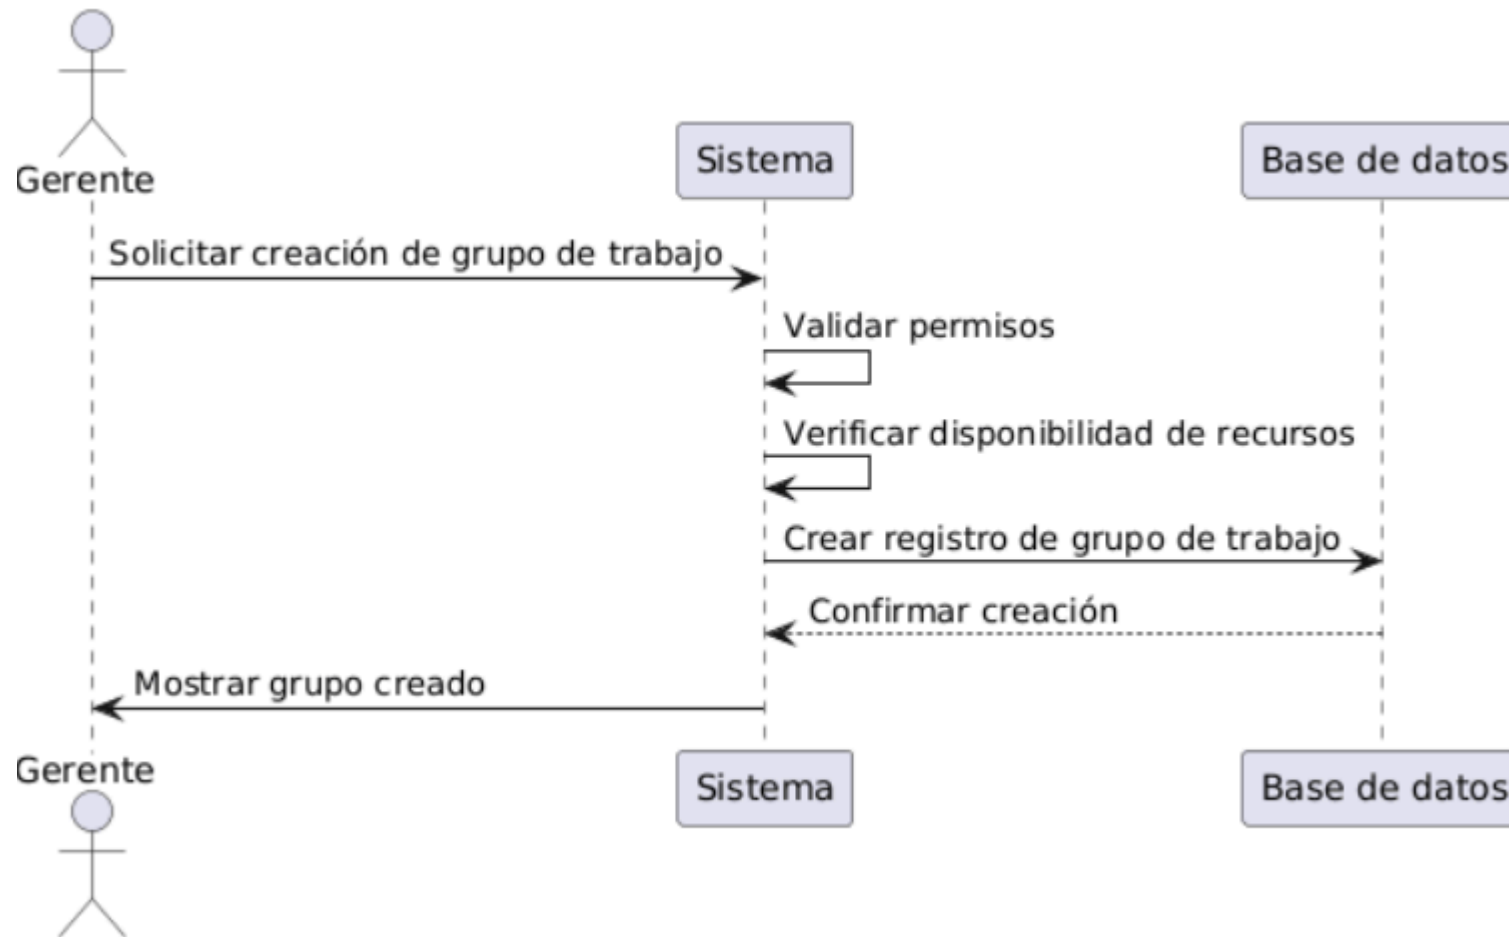 Gerente
Sistema
Base de datos
Solicitar creación de grupo de trabajo
Validar permisos
Verificar disponibilidad de recursos
Crear registro de grupo de trabajo
Confirmar creación
Mostrar grupo creado
Gerente
Sistema
Base de datos